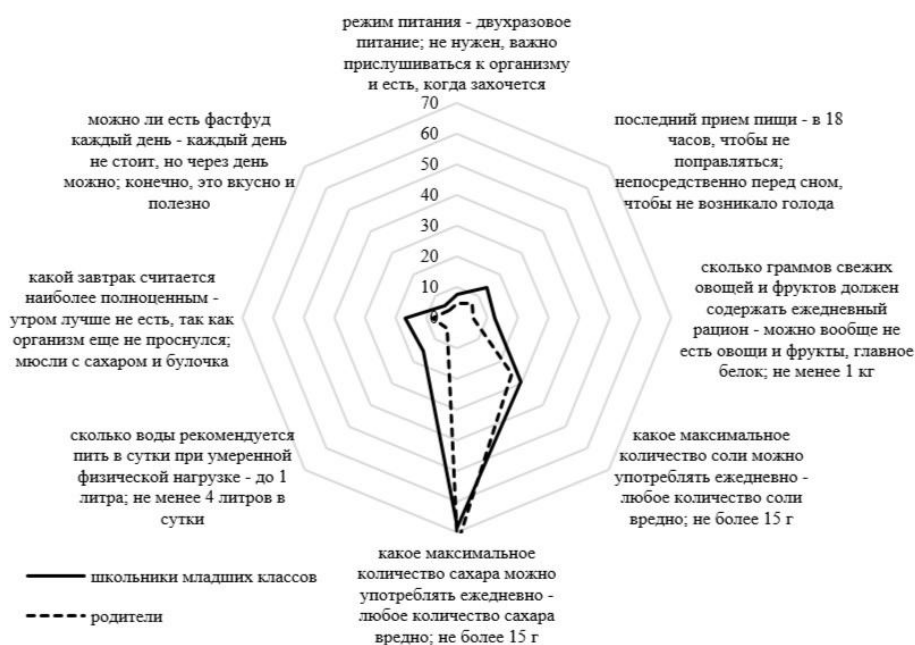 режим питания - двухразовое
питание; не нужен, важно
прислушиваться к организму
и есть, когда захочется
70
60
50
40
30
20
10
0
последний прием пищи - в 18
часов, чтобы не
поправляться;
непосредственно перед сном,
чтобы не возникало голода
сколько граммов свежих
овощей и фруктов должен
содержать ежедневный
рацион - можно вообще не
есть овощи и фрукты, главное
белок; не менее 1 кг
какое максимальное
количество соли можно
употреблять ежедневно -
любое количество соли
вредно; не более 15 г
какое максимальное
количество сахара можно
употреблять ежедневно -
любое количество сахара
вредно; не более 15 г
сколько воды рекомендуется
пить в сутки при умеренной
физической нагрузке - до 1
литра; не менее 4 литров в
сутки
какой завтрак считается
наиболее полноценным -
утром лучше не есть, так как
организм еще не проснулся;
мюсли с сахаром и булочка
можно ли есть фастфуд
каждый день - каждый день
не стоит, но через день
можно; конечно, это вкусно и
полезно
школьники младших классов
родители